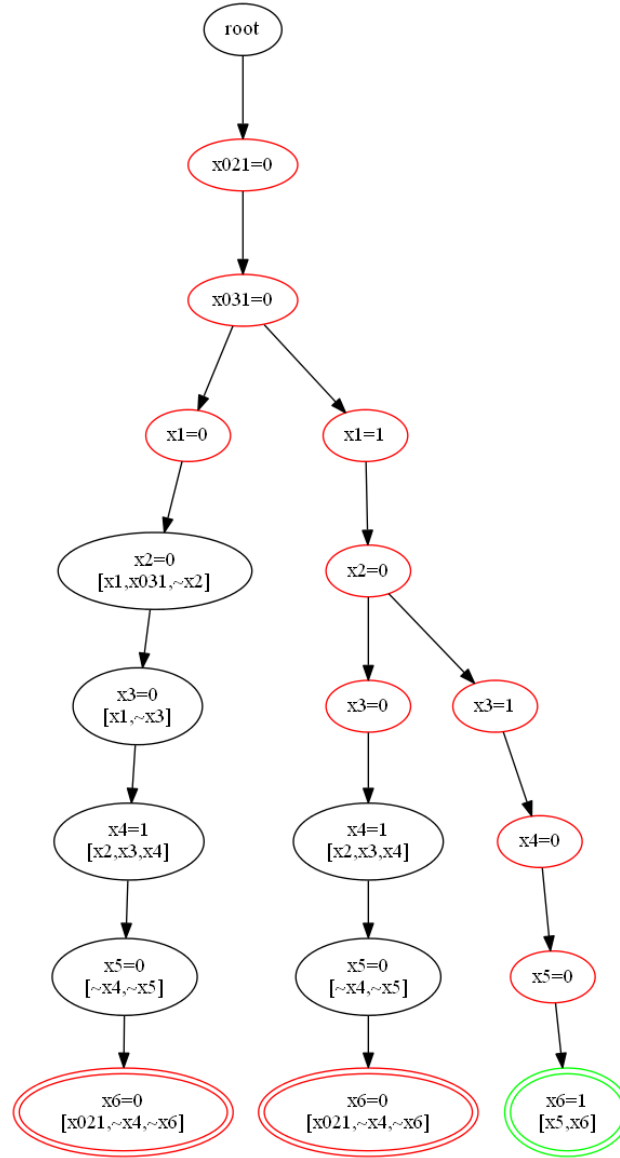 root
x021=0
x031=0
x1=0
x1=1
x2=0
[x1,x031,~x2]
x2=0
x3=0
[x1,~x3]
x3=0
x3=1
x4=1
[x2,x3,x4]
x4=1
[x2,x3,x4]
x4=0
x5=0
[~x4,~x5]
x5=0
[~x4,~x5]
x5=0
x6=0
[x021,~x4,~x6]
x6=0
[x021,~x4,~x6]
x6=1
[x5,x6]